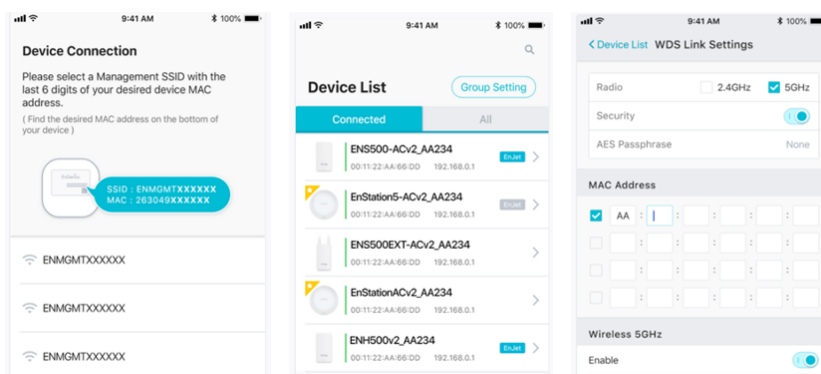 9:41 AM
100%
Device Connection
Please select a Management SSID with the
last 6 digits of your desired device MAC
address.
( Find the desired MAC address on the bottom of
your device )
SSID : ENMGMTXXXXXX
MAC : 263049XXXXXX
ENMGMTXXXXXX
ENMGMTXXXXXX
ENMGMTXXXXXX
9:41 AM
100%
Device List
Group Setting
Connected
All
ENS500-ACv2_AA234
00:11:22:AA:66:DD 192.168.0.1
EnJet
EnStation5-ACv2_AA234
00:11:22:AA:66:DD 192.168.0.1
EnJet
ENS500EXT-ACv2_AA234
00:11:22:AA:66:DD 192.168.0.1
EnStationACv2_AA234
00:11:22:AA:66:DD 192.168.0.1
ENH500v2_AA234
00:11:22:AA:66:DD 192.168.0.1
EnJet
9:41 AM
100%
Device List WDS Link Settings
Radio 2.4GHz 5GHz
Security
AES Passphrase None
MAC Address
AA : : : : :
: : : : :
: : : : :
: : : : :
Wireless 5GHz
Enable